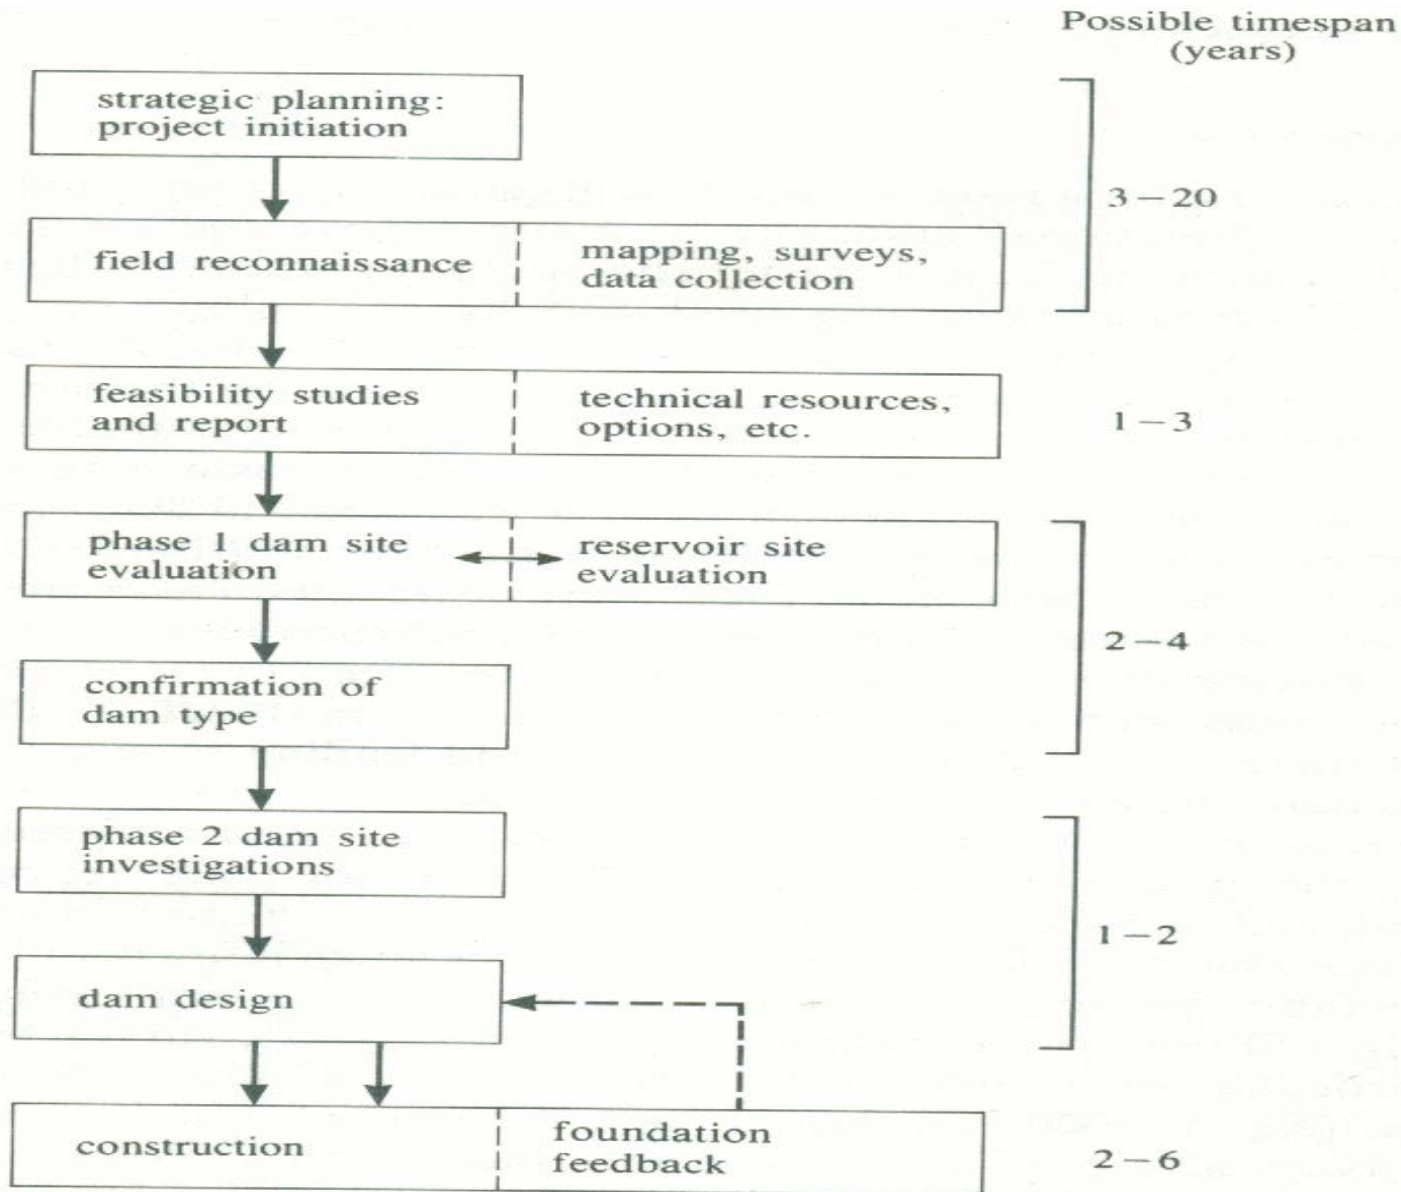 Possible timespan
(years)
strategic planning:
project initiation
3–20
field reconnaissance
mapping, surveys,
data collection
feasibility studies
and report
technical resources,
options, etc.
1–3
phase 1 dam site
evaluation
reservoir site
evaluation
2–4
confirmation of
dam type
phase 2 dam site
investigations
1–2
dam design
construction
foundation
feedback
2–6